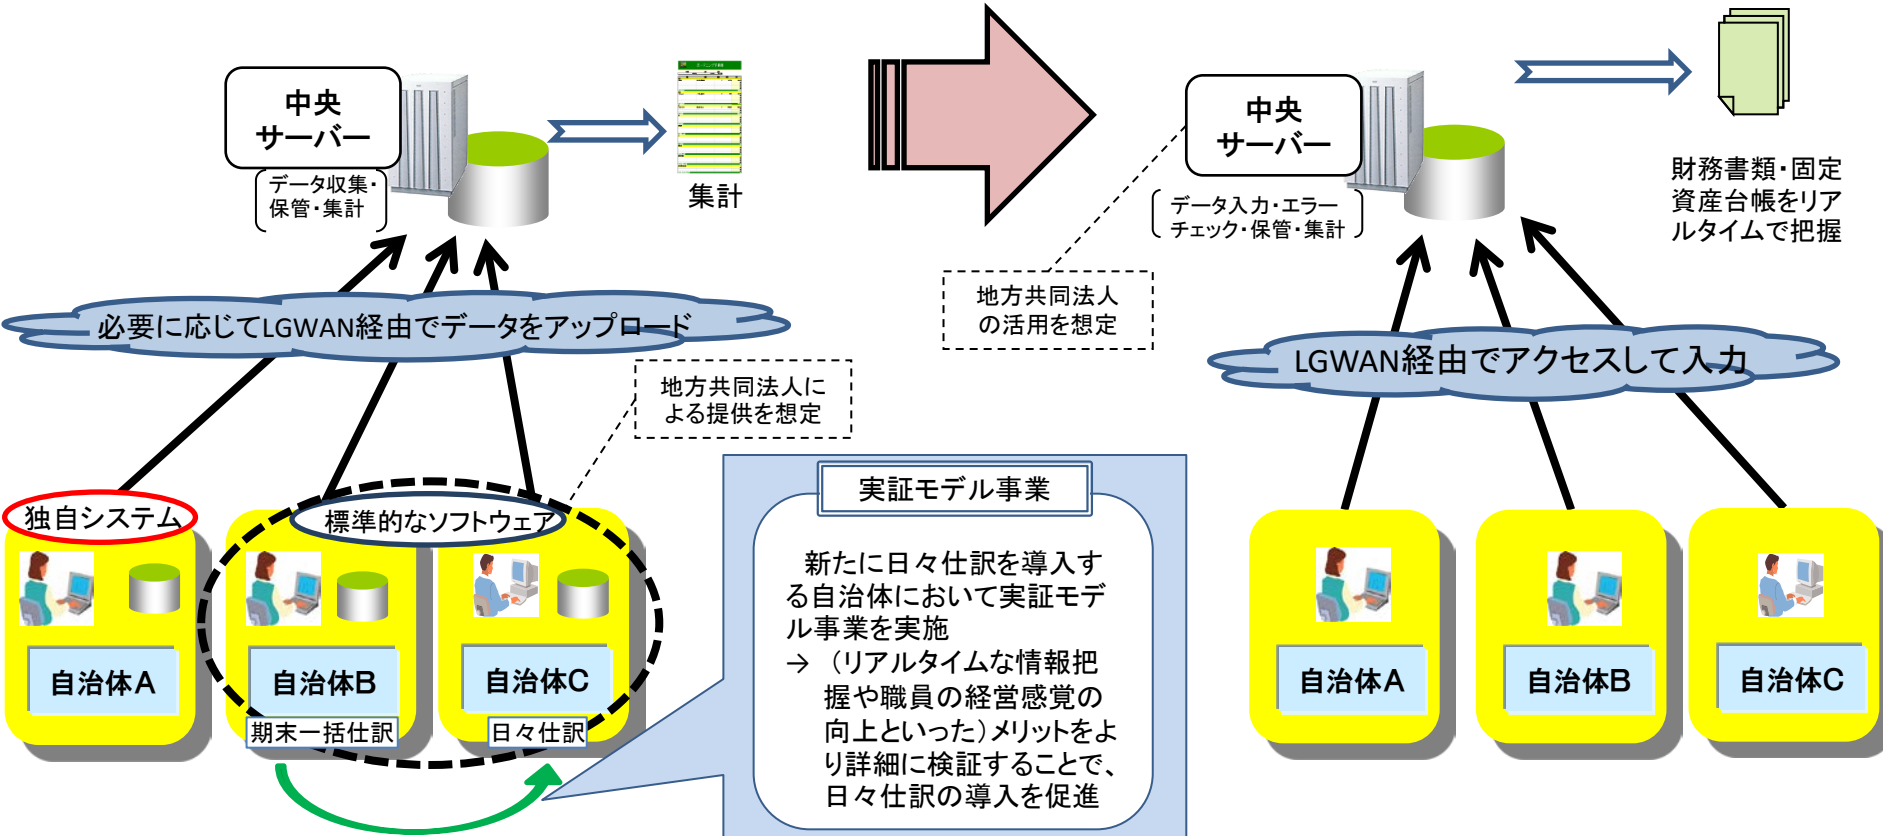 中央
サーバー
データ収集・
保管・集計
集計
必要に応じてLGWAN経由でデータをアップロード
地方共同法人に
よる提供を想定
独自システム
標準的なソフトウェア
自治体A
自治体B
自治体C
期末一括仕訳
日々仕訳
実証モデル事業
新たに日々仕訳を導入す
る自治体において実証モデ
ル事業を実施
→ （リアルタイムな情報把
握や職員の経営感覚の
向上といった）メリットをよ
り詳細に検証することで、
日々仕訳の導入を促進
中央
サーバー
データ入力・エラー
チェック・保管・集計
財務書類・固定
資産台帳をリア
ルタイムで把握
地方共同法人
の活用を想定
LGWAN経由でアクセスして入力
自治体A
自治体B
自治体C